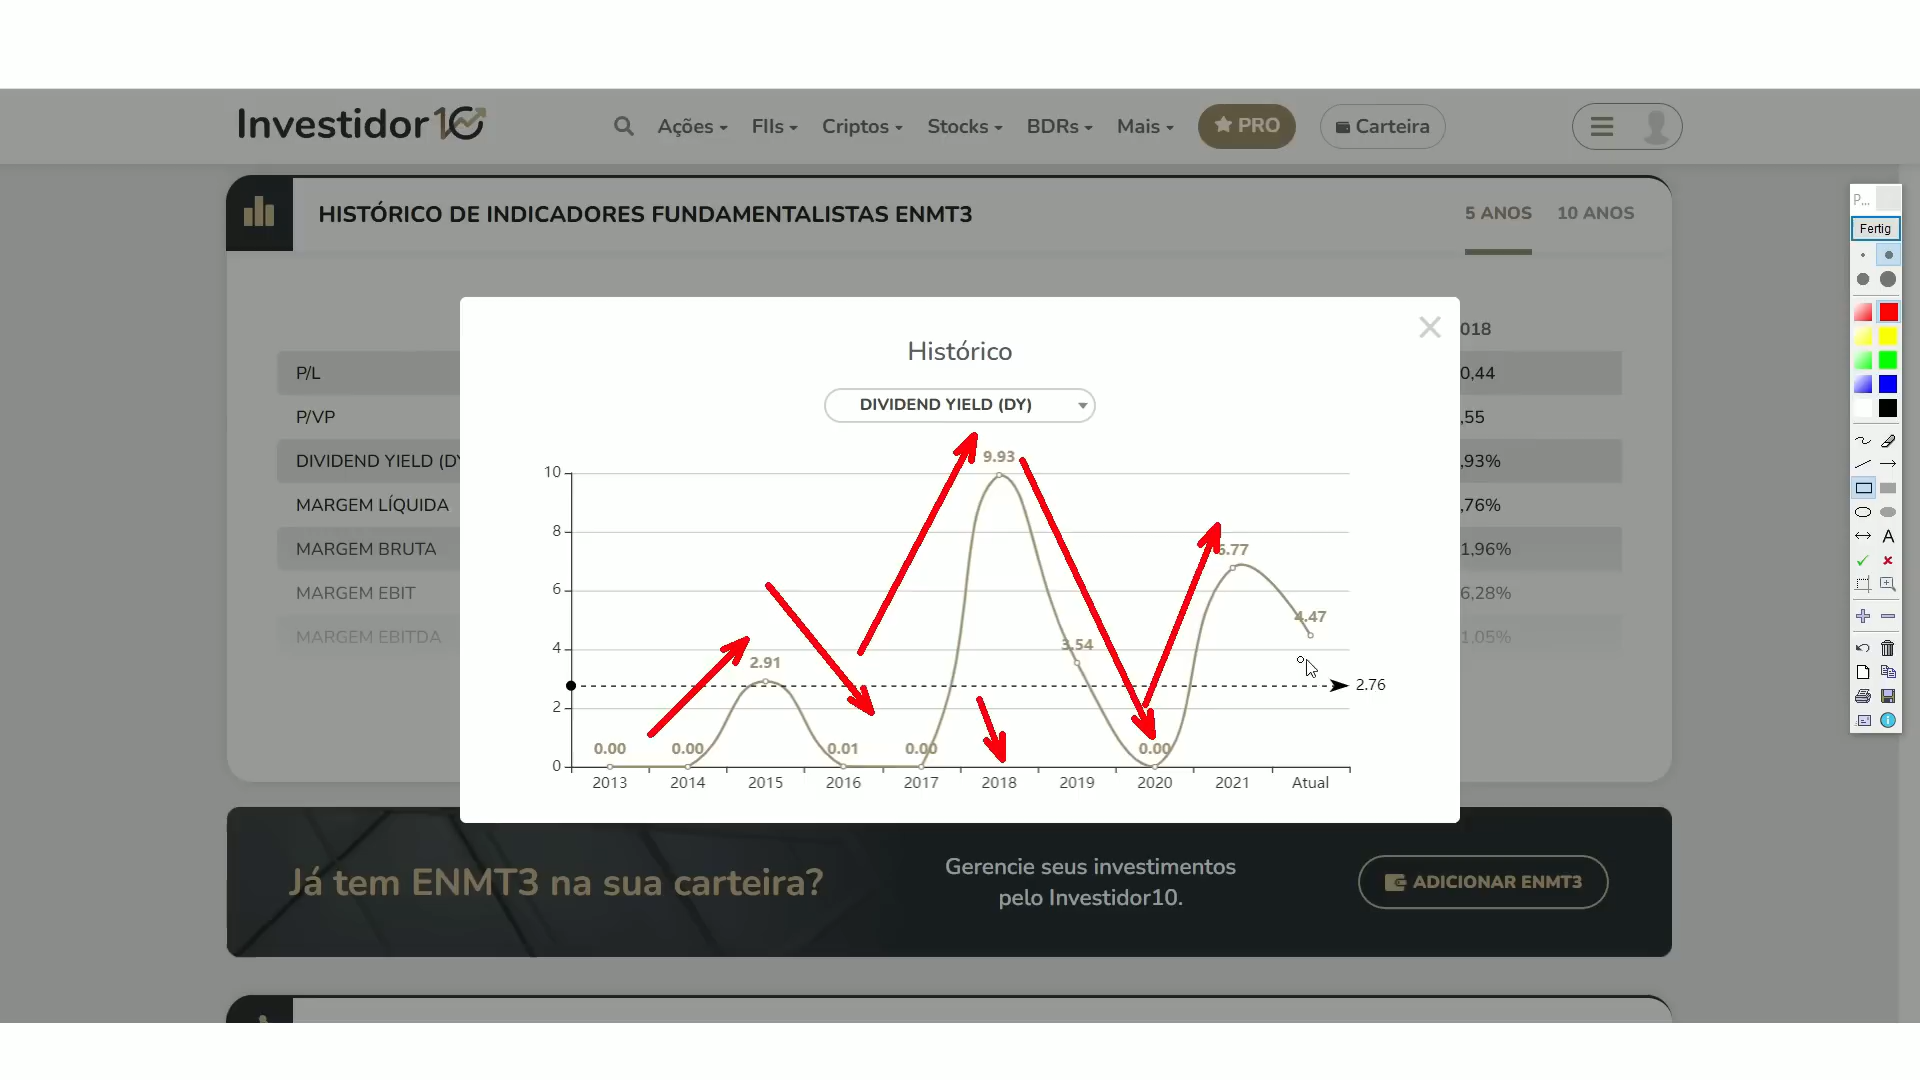 Investidor10
Ações
FIIs
Criptos
Stocks
BDRs
Mais
PRO
Carteira
P...
Fertig
HISTÓRICO DE INDICADORES FUNDAMENTALISTAS ENMT3
5 ANOS
10 ANOS
018
P/L
0,44
P/VP
,55
DIVIDEND YIELD (DY
,93%
MARGEM LÍQUIDA
,76%
MARGEM BRUTA
1,96%
MARGEM EBIT
6,28%
MARGEM EBITDA
1,05%
Histórico
DIVIDEND YIELD (DY)
10
8
6
4
2
0
0.00
0.00
2.91
0.01
0.00
9.93
3.54
0.00
6.77
4.47
2.76
2013
2014
2015
2016
2017
2018
2019
2020
2021
Atual
A
Já tem ENMT3 na sua carteira?
Gerencie seus investimentos
pelo Investidor10.
ADICIONAR ENMT3